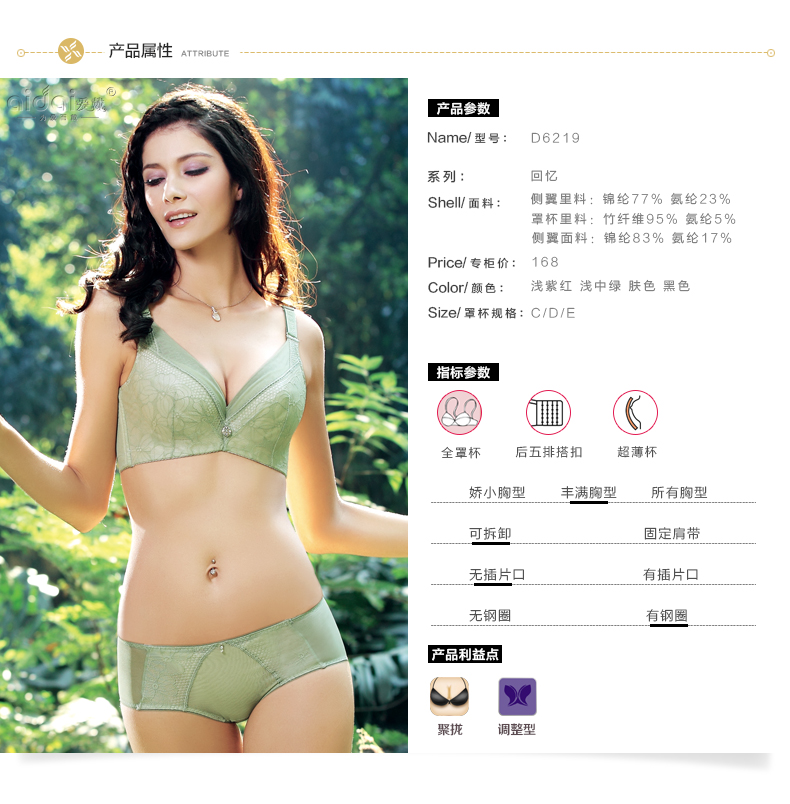 产品属性 ATTRIBUTE
aidai
®
产品参数
Name/型号： D6219
系列： 回忆
Shell/面料： 侧翼里料：锦纶77% 氨纶23%
罩杯里料：竹纤维95% 氨纶5%
侧翼面料：锦纶83% 氨纶17%
Price/专柜价： 168
Color/颜色： 浅紫红 浅中绿 肤色 黑色
Size/罩杯规格：C/D/E
指标参数
全罩杯 后五排搭扣 超薄杯
娇小胸型 丰满胸型 所有胸型
可拆卸 固定肩带
无插片口 有插片口
无钢圈 有钢圈
产品利益点
聚拢 调整型